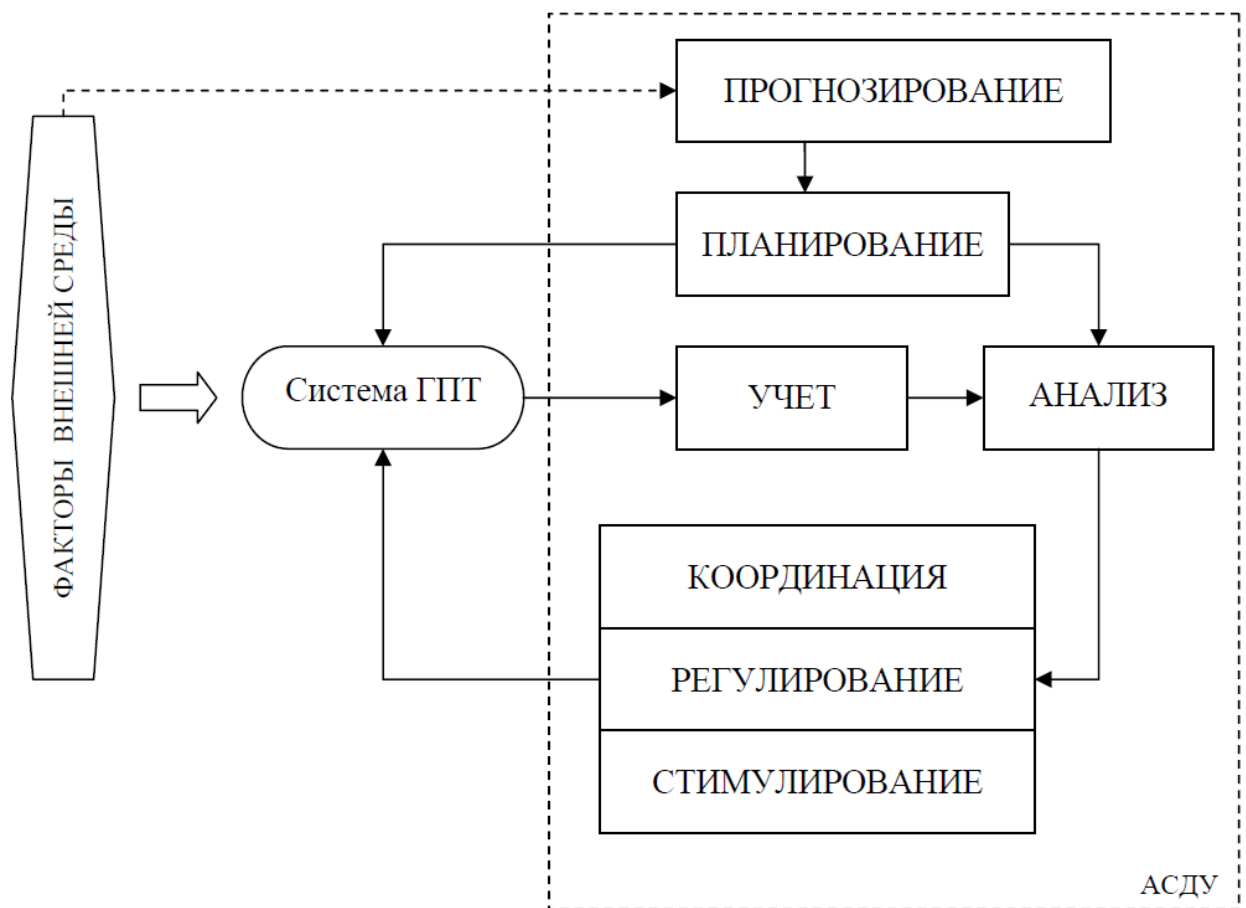 ПРОГНОЗИРОВАНИЕ
ПЛАНИРОВАНИЕ
ФАКТОРЫ ВНЕШНЕЙ СРЕДЫ
Система ГПТ
УЧЕТ
АНАЛИЗ
КООРДИНАЦИЯ
РЕГУЛИРОВАНИЕ
СТИМУЛИРОВАНИЕ
АСДУ